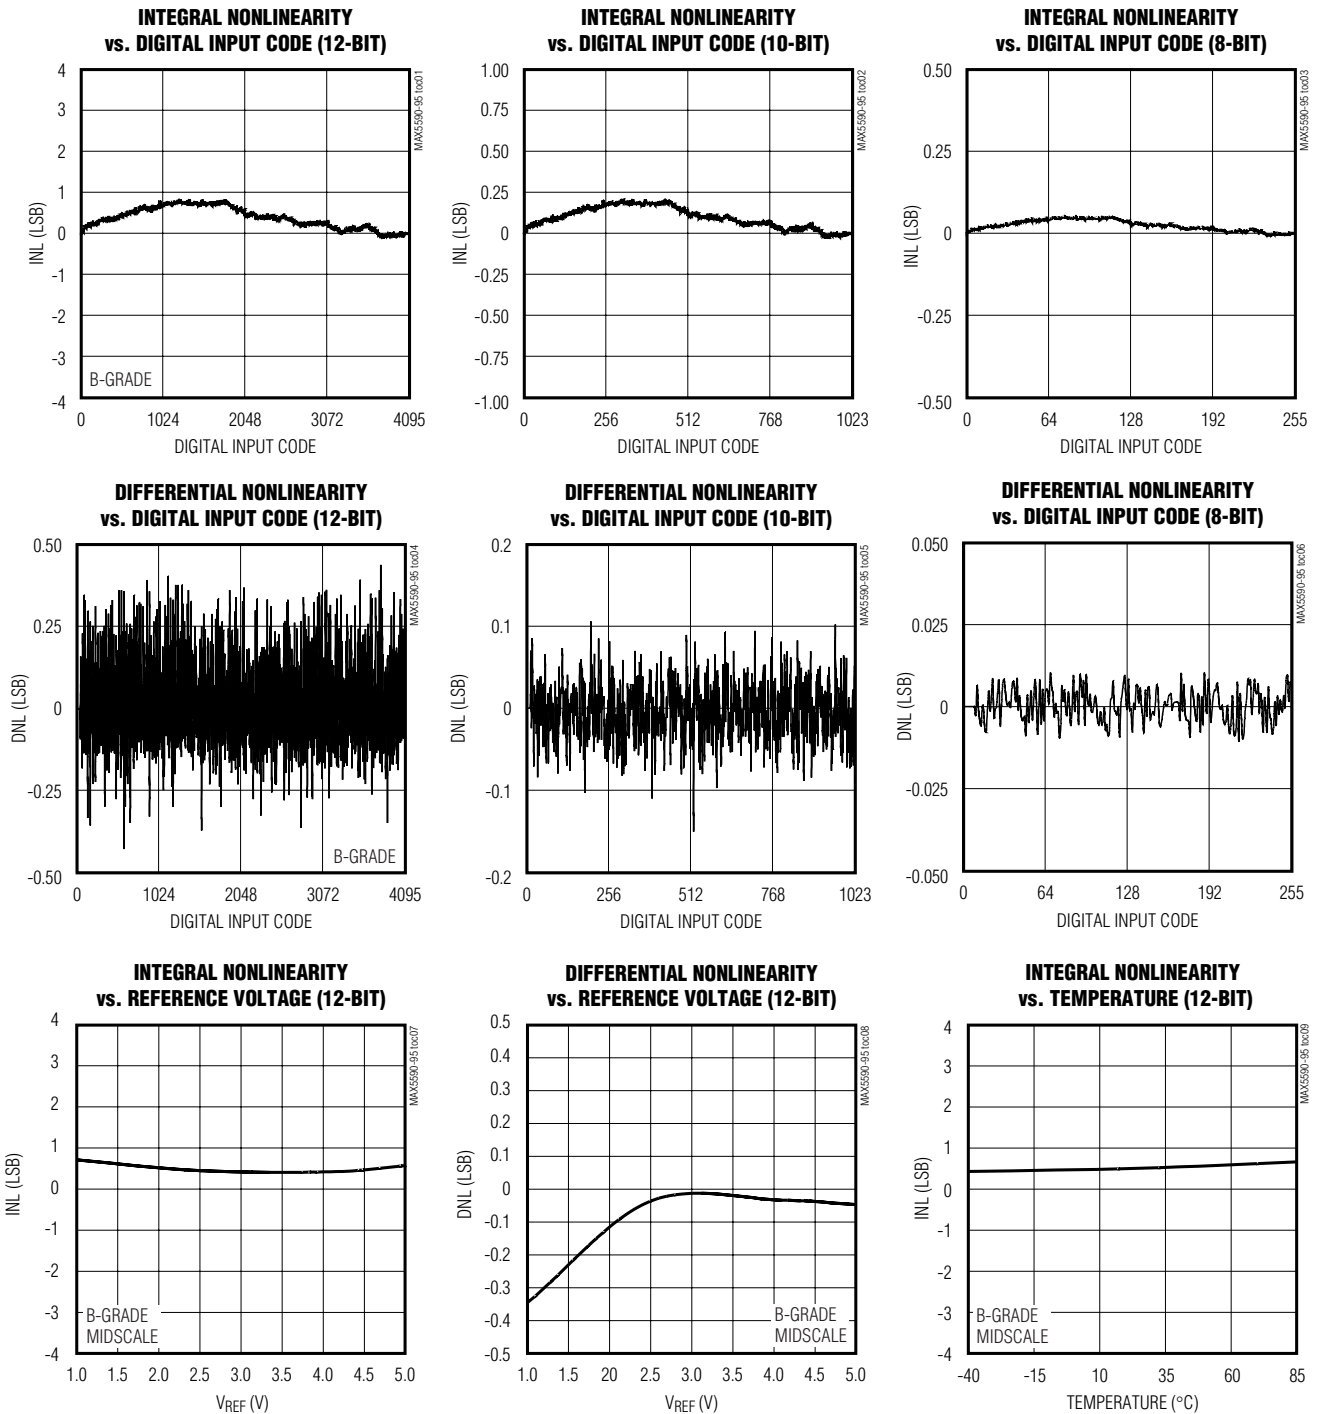 INTEGRAL NONLINEARITY
vs. DIGITAL INPUT CODE (12-BIT)
4
3
2
1
0
-1
-2
-3
-4
INL (LSB)
B-GRADE
MAX5590-95 toc01
0 1024 2048 3072 4095
DIGITAL INPUT CODE
INTEGRAL NONLINEARITY
vs. DIGITAL INPUT CODE (10-BIT)
1.00
0.75
0.50
0.25
0
-0.25
-0.50
-0.75
-1.00
INL (LSB)
MAX5590-95 toc02
0 256 512 768 1023
DIGITAL INPUT CODE
INTEGRAL NONLINEARITY
vs. DIGITAL INPUT CODE (8-BIT)
0.50
0.25
0
-0.25
-0.50
INL (LSB)
MAX5590-95 toc03
0 64 128 192 255
DIGITAL INPUT CODE
DIFFERENTIAL NONLINEARITY
vs. DIGITAL INPUT CODE (12-BIT)
0.50
0.25
0
-0.25
-0.50
DNL (LSB)
B-GRADE
MAX5590-95 toc04
0 1024 2048 3072 4095
DIGITAL INPUT CODE
DIFFERENTIAL NONLINEARITY
vs. DIGITAL INPUT CODE (10-BIT)
0.2
0.1
0
-0.1
-0.2
DNL (LSB)
MAX5590-95 toc05
0 256 512 768 1023
DIGITAL INPUT CODE
DIFFERENTIAL NONLINEARITY
vs. DIGITAL INPUT CODE (8-BIT)
0.050
0.025
0
-0.025
-0.050
DNL (LSB)
MAX5590-95 toc06
0 64 128 192 255
DIGITAL INPUT CODE
INTEGRAL NONLINEARITY
vs. REFERENCE VOLTAGE (12-BIT)
4
3
2
1
0
-1
-2
-3
-4
INL (LSB)
B-GRADE
MIDSCALE
MAX5590-95 toc07
1.0 1.5 2.0 2.5 3.0 3.5 4.0 4.5 5.0
VREF (V)
DIFFERENTIAL NONLINEARITY
vs. REFERENCE VOLTAGE (12-BIT)
0.5
0.4
0.3
0.2
0.1
0
-0.1
-0.2
-0.3
-0.4
-0.5
DNL (LSB)
B-GRADE
MIDSCALE
MAX5590-95 toc08
1.0 1.5 20 2.5 3.0 3.5 4.0 4.5 5.0
VREF (V)
INTEGRAL NONLINEARITY
vs. TEMPERATURE (12-BIT)
4
3
2
1
0
-1
-2
-3
-4
INL (LSB)
B-GRADE
MIDSCALE
MAX5590-95 toc09
-40 -15 10 35 60 85
TEMPERATURE (°C)